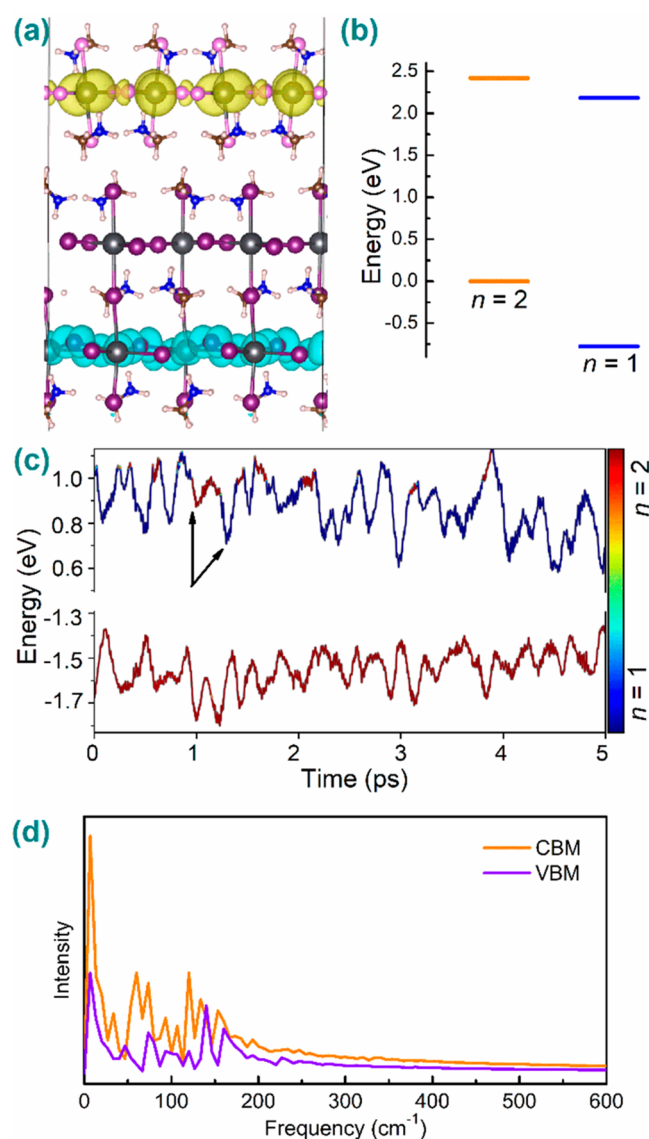 (a)
(b)
2.5
2.0
1.5
1.0
0.5
0.0
-0.5
Energy (eV)
n = 2
n = 1
(c)
1.0
0.8
0.6
-1.3
-1.5
-1.7
Energy (eV)
0 1 2 3 4 5
Time (ps)
n = 2
n = 1
(d)
CBM
VBM
Intensity
0 100 200 300 400 500 600
Frequency (cm⁻¹)